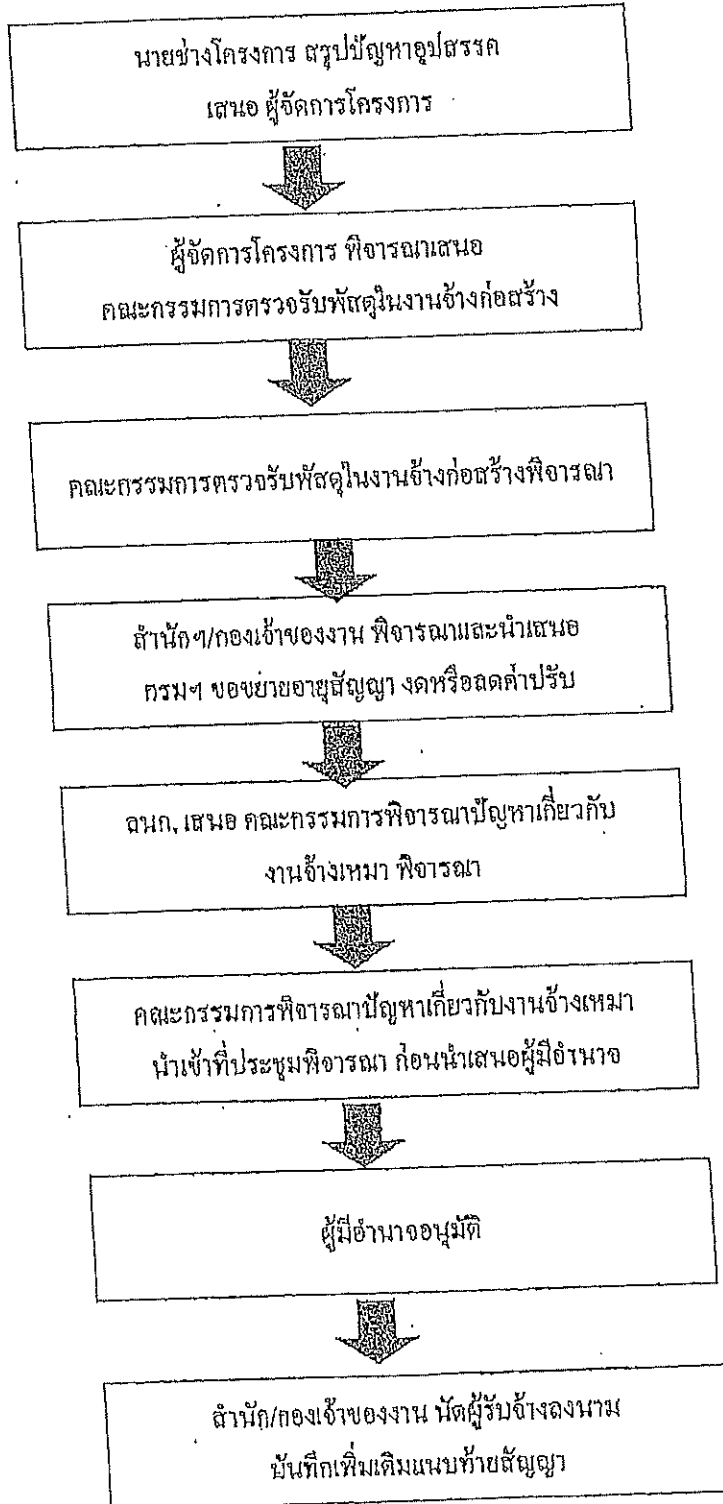 นายช่างโครงการ สรุปปัญหาอุปสรรค
เสนอ ผู้จัดการโครงการ
ผู้จัดการโครงการ พิจารณาเสนอ
คณะกรรมการตรวจรับพัสดุในงานจ้างก่อสร้าง
คณะกรรมการตรวจรับพัสดุในงานจ้างก่อสร้างพิจารณา
สำนักฯ/กองเจ้าของงาน พิจารณาและนำเสนอ
กรมฯ ขอขยายอายุสัญญา งดหรือลดค่าปรับ
ลนก. เสนอ คณะกรรมการพิจารณาปัญหาเกี่ยวกับ
งานจ้างเหมา พิจารณา
คณะกรรมการพิจารณาปัญหาเกี่ยวกับงานจ้างเหมา
นำเข้าที่ประชุมพิจารณา ก่อนนำเสนอผู้มีอำนาจ
ผู้มีอำนาจอนุมัติ
สำนัก/กองเจ้าของงาน นัดผู้รับจ้างลงนาม
บันทึกเพิ่มเติมแนบท้ายสัญญา